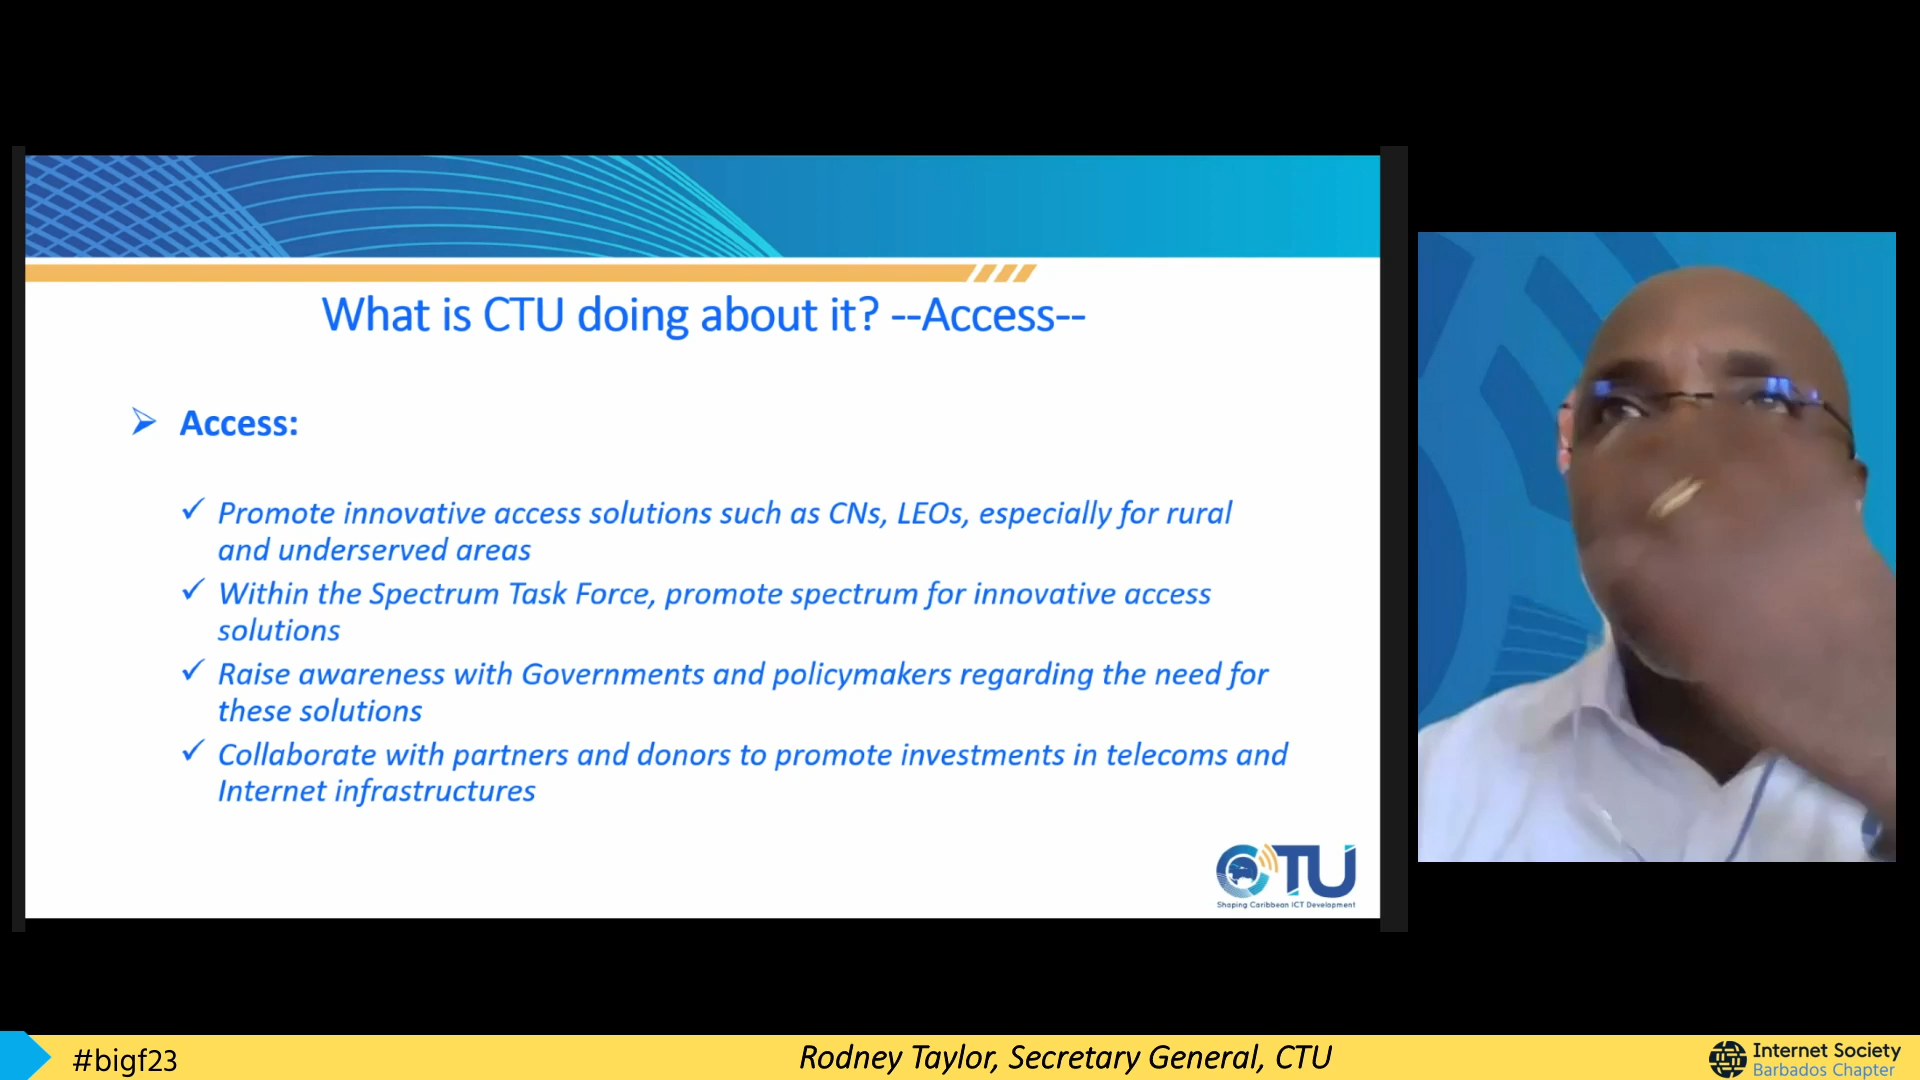 What is CTU doing about it? --Access--
Access:
Promote innovative access solutions such as CNs, LEOs, especially for rural
and underserved areas
Within the Spectrum Task Force, promote spectrum for innovative access
solutions
Raise awareness with Governments and policymakers regarding the need for
these solutions
Collaborate with partners and donors to promote investments in telecoms and
Internet infrastructures
CTU
Shaping Caribbean ICT Development
#bigf23
Rodney Taylor, Secretary General, CTU
Internet Society
Barbados Chapter